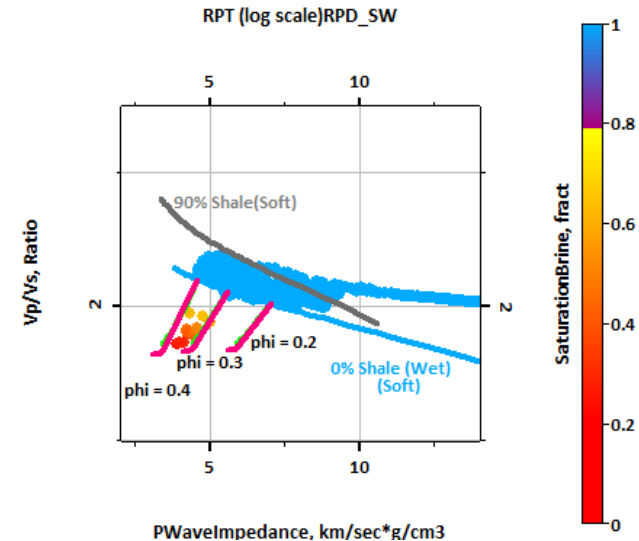 RPT (log scale)RPD_SW
5 10
90% Shale(Soft)
Vp/Vs, Ratio
2
2
phi = 0.2
phi = 0.3
phi = 0.4
0% Shale (Wet)
(Soft)
5 10
PWaveImpedance, km/sec*g/cm3
SaturationBrine, fract
1
0.8
0.6
0.4
0.2
0